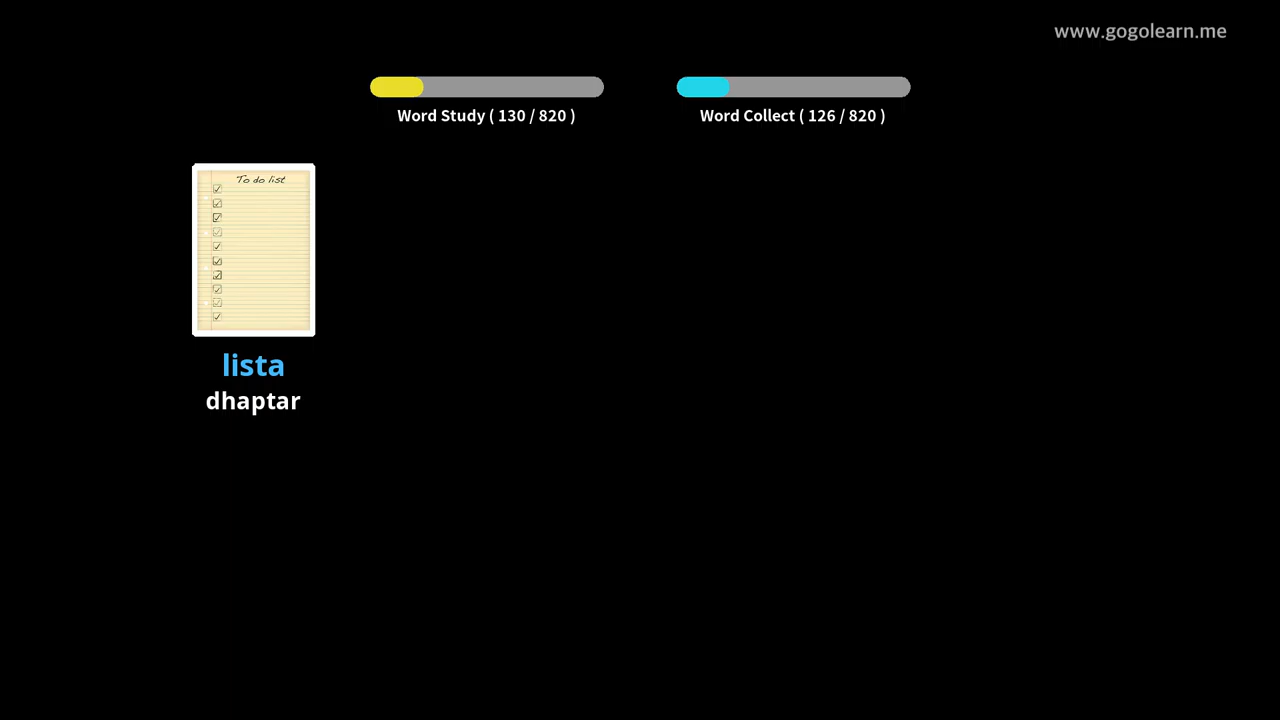 www.gogolearn.me
Word Study ( 130 / 820 )
Word Collect ( 126 / 820 )
To do list
lista
dhaptar